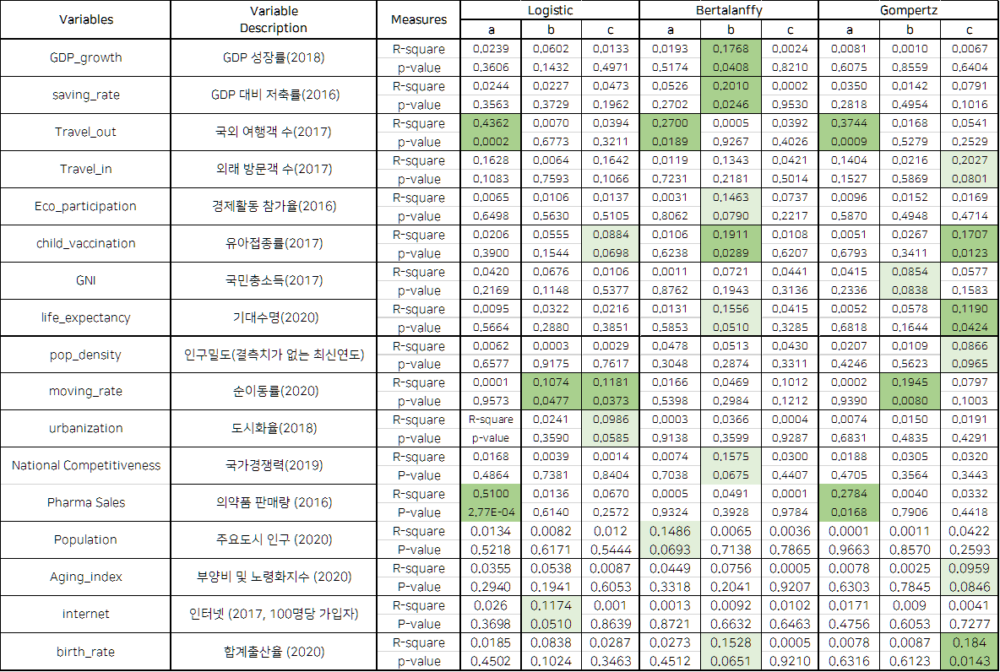 Variables Variable Description Measures Logistic Bertalanffy Gompertz
a b c a b c a b c
GDP_growth GDP 성장률(2018) R-square 0.0239 0.0602 0.0133 0.0193 0.1768 0.0024 0.0081 0.0010 0.0067
p-value 0.3606 0.1432 0.4971 0.5174 0.0408 0.8210 0.6075 0.8559 0.6404
saving_rate GDP 대비 저축률(2016) R-square 0.0244 0.0227 0.0473 0.0526 0.2010 0.0002 0.0350 0.0142 0.0791
p-value 0.3563 0.3729 0.1962 0.2702 0.0246 0.9530 0.2818 0.4954 0.1016
Travel_out 국외 여행객 수(2017) R-square 0.4362 0.0070 0.0394 0.2700 0.0005 0.0392 0.3744 0.0168 0.0541
p-value 0.0002 0.6773 0.3211 0.0189 0.9267 0.4026 0.0009 0.5279 0.2529
Travel_in 외래 방문객 수(2017) R-square 0.1628 0.0064 0.1642 0.0119 0.1343 0.0421 0.1404 0.0216 0.2027
p-value 0.1083 0.7593 0.1066 0.7231 0.2181 0.5014 0.1527 0.5869 0.0801
Eco_participation 경제활동 참가율(2016) R-square 0.0065 0.0106 0.0137 0.0031 0.1463 0.0737 0.0096 0.0152 0.0169
p-value 0.6498 0.5630 0.5105 0.8062 0.0790 0.2217 0.5870 0.4948 0.4714
child_vaccination 유아접종률(2017) R-square 0.0206 0.0555 0.0884 0.0106 0.1911 0.0108 0.0051 0.0267 0.1707
p-value 0.3900 0.1544 0.0698 0.6238 0.0289 0.6207 0.6793 0.3411 0.0123
GNI 국민총소득(2017) R-square 0.0420 0.0676 0.0106 0.0011 0.0721 0.0441 0.0415 0.0854 0.0577
p-value 0.2169 0.1148 0.5377 0.8762 0.1943 0.3136 0.2336 0.0838 0.1583
life_expectancy 기대수명(2020) R-square 0.0095 0.0322 0.0216 0.0131 0.1556 0.0415 0.0052 0.0578 0.1190
p-value 0.5664 0.2880 0.3851 0.5853 0.0510 0.3285 0.6818 0.1644 0.0424
pop_density 인구밀도(결측치가 없는 최신연도) R-square 0.0062 0.0003 0.0029 0.0478 0.0513 0.0430 0.0207 0.0109 0.0866
p-value 0.6577 0.9175 0.7617 0.3048 0.2874 0.3311 0.4246 0.5623 0.0965
moving_rate 순이동률(2020) R-square 0.0001 0.1074 0.1181 0.0166 0.0469 0.1012 0.0002 0.1945 0.0797
p-value 0.9573 0.0477 0.0373 0.5398 0.2984 0.1212 0.9390 0.0080 0.1003
urbanization 도시화율(2018) R-square R-square 0.0241 0.0986 0.0003 0.0366 0.0004 0.0074 0.0150 0.0191
p-value p-value 0.3590 0.0585 0.9138 0.3599 0.9287 0.6831 0.4835 0.4291
National Competitiveness 국가경쟁력(2019) R-square 0.0168 0.0039 0.0014 0.0074 0.1575 0.0300 0.0188 0.0305 0.0320
P-value 0.4864 0.7381 0.8404 0.7038 0.0675 0.4407 0.4705 0.3564 0.3443
Pharma Sales 의약품 판매량 (2016) R-square 0.5100 0.0136 0.0670 0.0005 0.0491 0.0001 0.2784 0.0040 0.0332
P-value 2.77E-04 0.6140 0.2572 0.9324 0.3928 0.9784 0.0168 0.7906 0.4418
Population 주요도시 인구 (2020) R-square 0.0134 0.0082 0.012 0.1486 0.0065 0.0036 0.0001 0.0011 0.0422
P-value 0.5218 0.6171 0.5444 0.0693 0.7138 0.7865 0.9663 0.8570 0.2593
Aging_index 부양비 및 노령화지수 (2020) R-square 0.0355 0.0538 0.0087 0.0449 0.0756 0.0005 0.0078 0.0025 0.0959
P-value 0.2940 0.1941 0.6053 0.3318 0.2041 0.9207 0.6303 0.7845 0.0846
internet 인터넷 (2017, 100명당 가입자) R-square 0.026 0.1174 0.001 0.0013 0.0092 0.0102 0.0171 0.009 0.0041
P-value 0.3698 0.0510 0.8639 0.8721 0.6632 0.6463 0.4756 0.6053 0.7277
birth_rate 합계출산율 (2020) R-square 0.0185 0.0838 0.0287 0.0273 0.1528 0.0005 0.0078 0.0087 0.184
p-value 0.4502 0.1024 0.3463 0.4512 0.0651 0.9210 0.6316 0.6123 0.0143